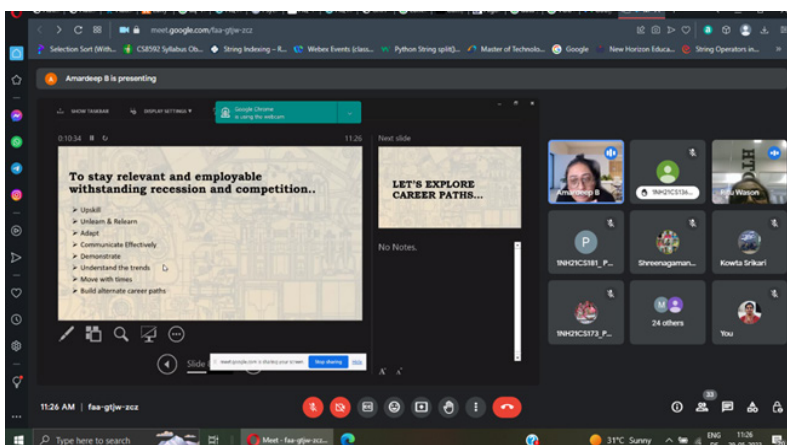 meet.google.com/faa-gtjw-zcz
Selection Sort (With...
CS8592 Syllabus Ob...
String Indexing – R...
Webex Events (class...
Python String split()...
Master of Technolo...
Google
New Horizon Educa...
String Operators in...
Amardeep B is presenting
SHOW TASKBAR
DISPLAY SETTINGS ▼
Google Chrome
is using the webcam
0:10:34
11:26
Next slide
To stay relevant and employable
withstanding recession and competition..
➢ Upskill
➢ Unlearn & Relearn
➢ Adapt
➢ Communicate Effectively
➢ Demonstrate
➢ Understand the trends
➢ Move with times
➢ Build alternate career paths
LET'S EXPLORE
CAREER PATHS...
No Notes.
Slide
meet.google.com is sharing your screen.
Stop sharing
Hide
Amardeep B
1NH21CS136...
Ritu Wason
P
1NH21CS181_P...
Shreenagaman...
Kowta Srikari
1NH21CS173_P...
M
24 others
You
11:26 AM | faa-gtjw-zcz
33
Type here to search
Meet - faa-gtjw-zcz...
31°C Sunny
ENG
11:26